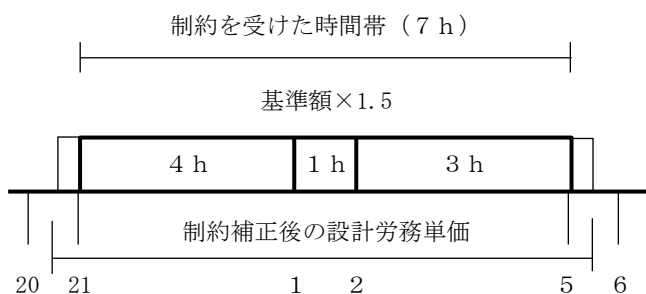 制約を受けた時間帯（７ｈ）
基準額×1.5
４ｈ １ｈ ３ｈ
制約補正後の設計労務単価
20 21 1 2 5 6